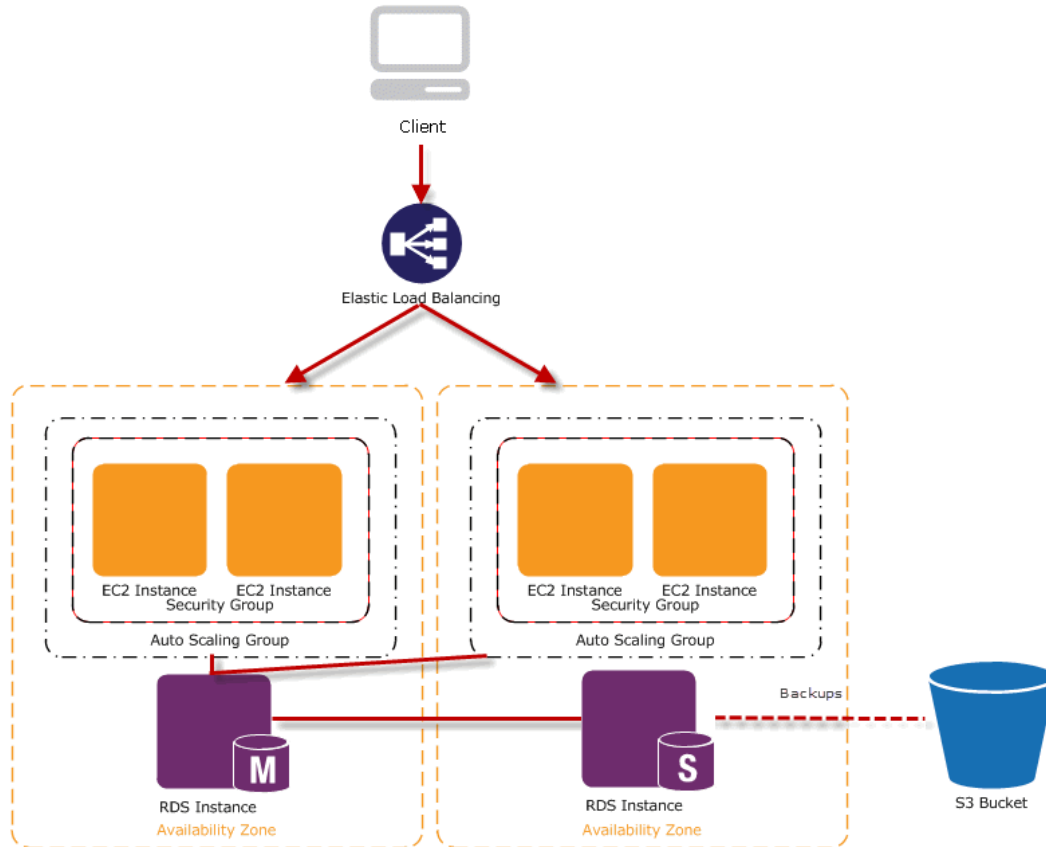 Client
Elastic Load Balancing
EC2 Instance EC2 Instance
Security Group
Auto Scaling Group
EC2 Instance EC2 Instance
Security Group
Auto Scaling Group
M
RDS Instance
Availability Zone
S
RDS Instance
Availability Zone
Backups
S3 Bucket